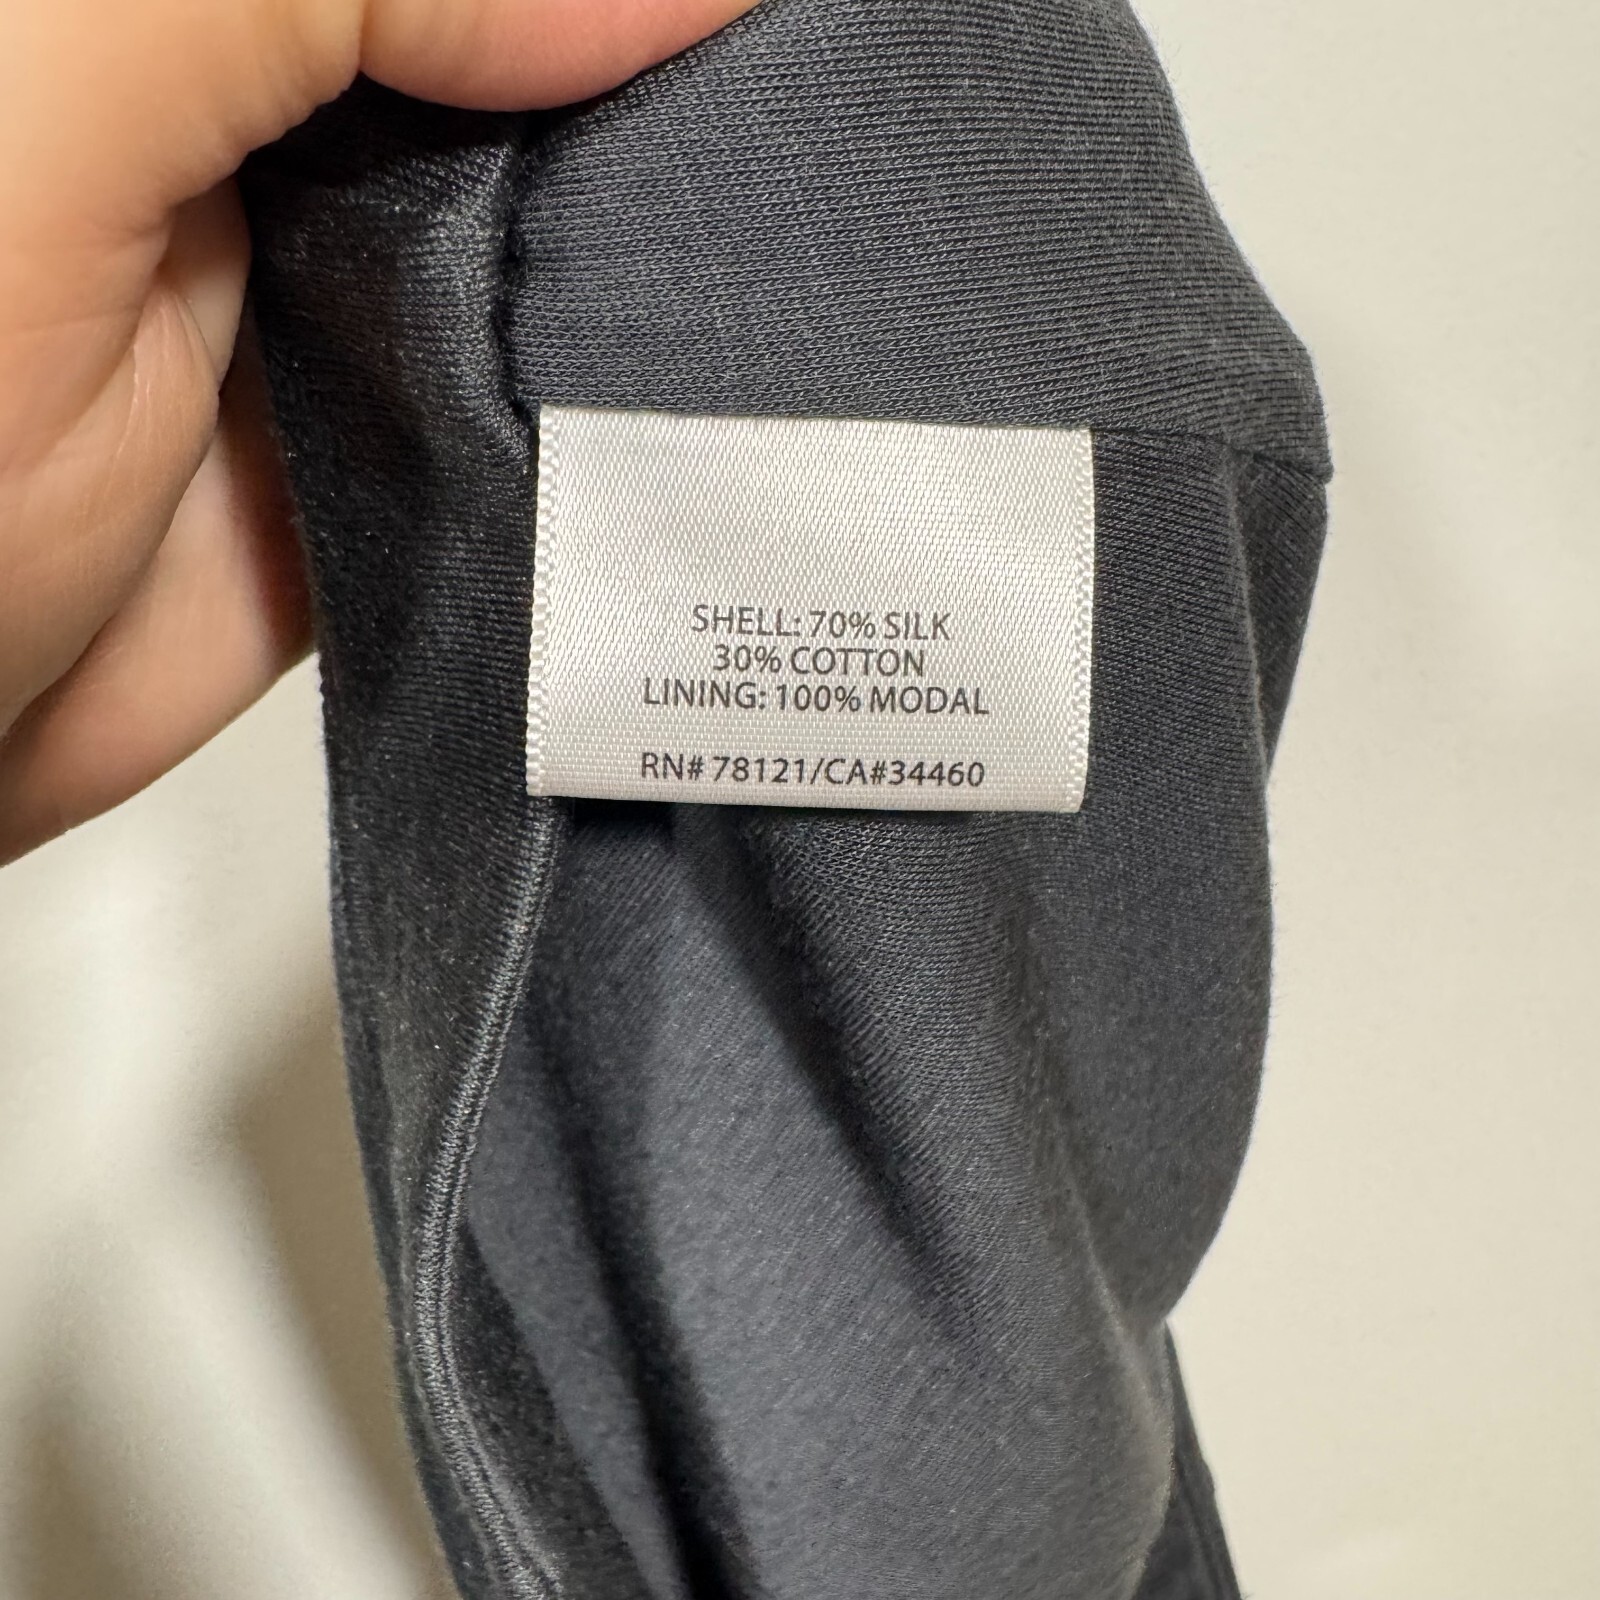 SHELL: 70% SILK
30% COTTON
LINING: 100% MODAL
RN# 78121/CA#34460